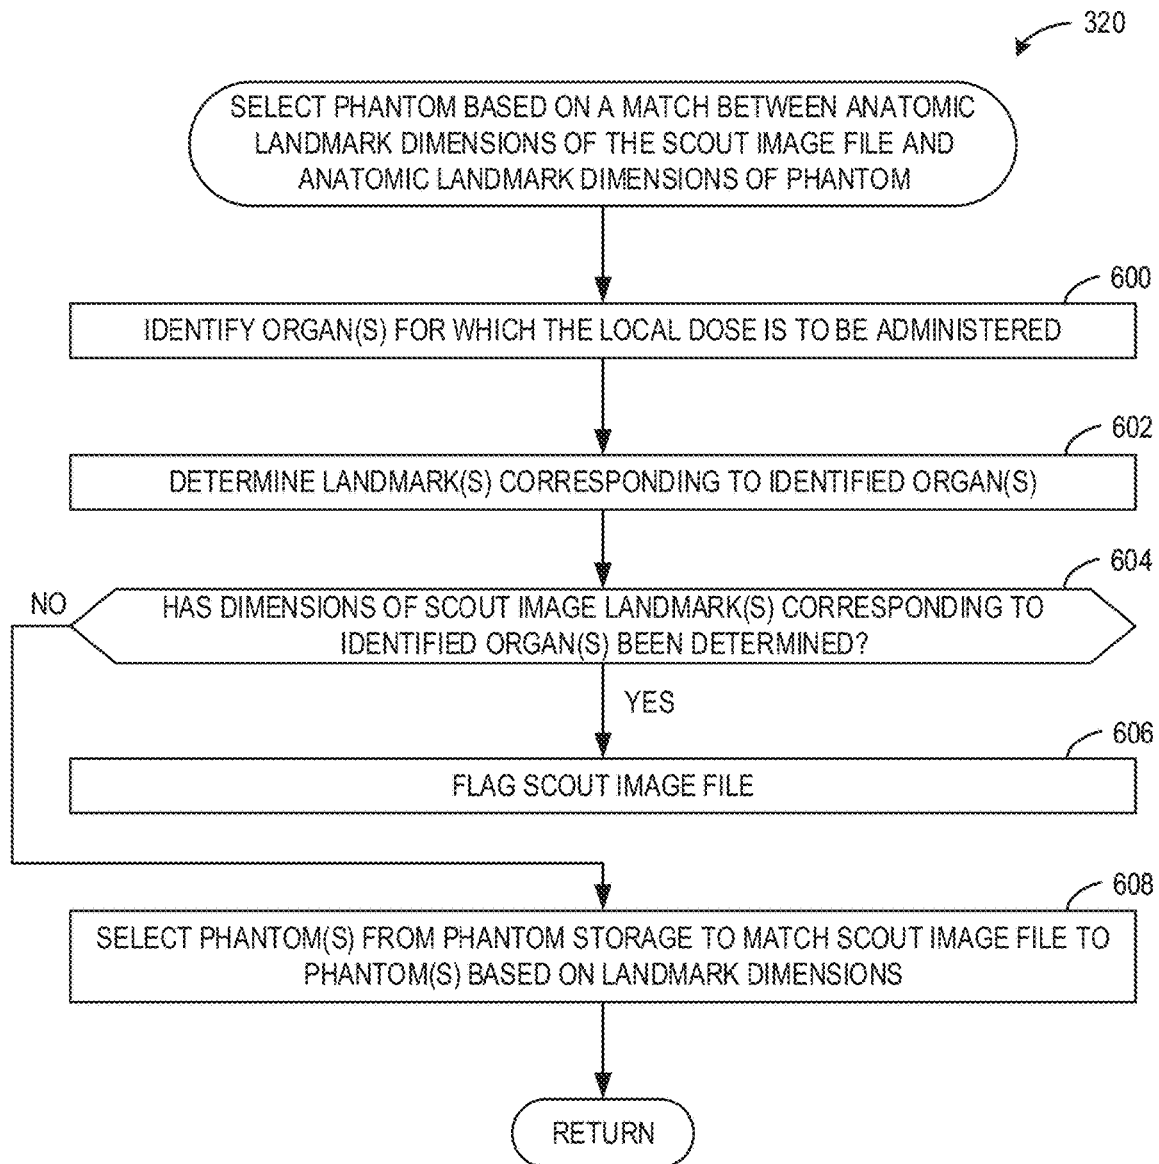 320
SELECT PHANTOM BASED ON A MATCH BETWEEN ANATOMIC
LANDMARK DIMENSIONS OF THE SCOUT IMAGE FILE AND
ANATOMIC LANDMARK DIMENSIONS OF PHANTOM
600
IDENTIFY ORGAN(S) FOR WHICH THE LOCAL DOSE IS TO BE ADMINISTERED
602
DETERMINE LANDMARK(S) CORRESPONDING TO IDENTIFIED ORGAN(S)
604
NO
HAS DIMENSIONS OF SCOUT IMAGE LANDMARK(S) CORRESPONDING TO
IDENTIFIED ORGAN(S) BEEN DETERMINED?
YES
606
FLAG SCOUT IMAGE FILE
608
SELECT PHANTOM(S) FROM PHANTOM STORAGE TO MATCH SCOUT IMAGE FILE TO
PHANTOM(S) BASED ON LANDMARK DIMENSIONS
RETURN